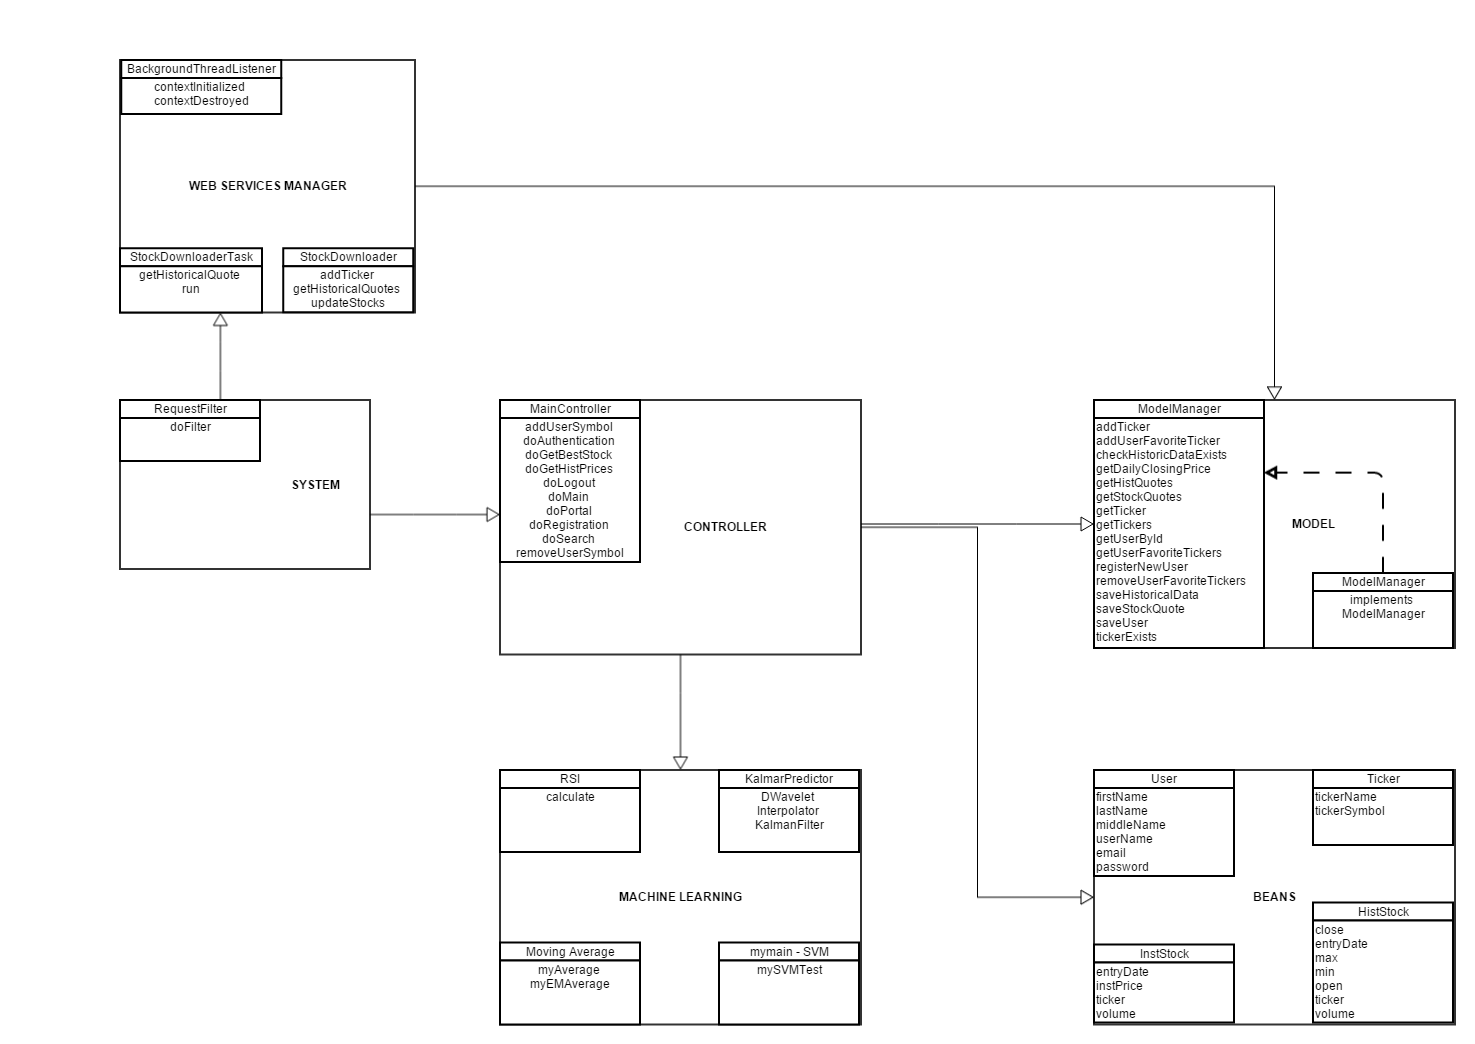 BackgroundThreadListener
contextInitialized
contextDestroyed
WEB SERVICES MANAGER
StockDownloaderTask
getHistoricalQuote
run
StockDownloader
addTicker
getHistoricalQuotes
updateStocks
RequestFilter
doFilter
SYSTEM
MainController
addUserSymbol
doAuthentication
doGetBestStock
doGetHistPrices
doLogout
doMain
doPortal
doRegistration
doSearch
removeUserSymbol
CONTROLLER
ModelManager
addTicker
addUserFavoriteTicker
checkHistoricDataExists
getDailyClosingPrice
getHistQuotes
getStockQuotes
getTicker
getTickers
getUserById
getUserFavoriteTickers
registerNewUser
removeUserFavoriteTickers
saveHistoricalData
saveStockQuote
saveUser
tickerExists
MODEL
ModelManager
implements
ModelManager
RSI
calculate
KalmarPredictor
DWavelet
Interpolator
KalmanFilter
MACHINE LEARNING
Moving Average
myAverage
myEMAverage
mymain - SVM
mySVMTest
User
firstName
lastName
middleName
userName
email
password
Ticker
tickerName
tickerSymbol
BEANS
InstStock
entryDate
instPrice
ticker
volume
HistStock
close
entryDate
max
min
open
ticker
volume